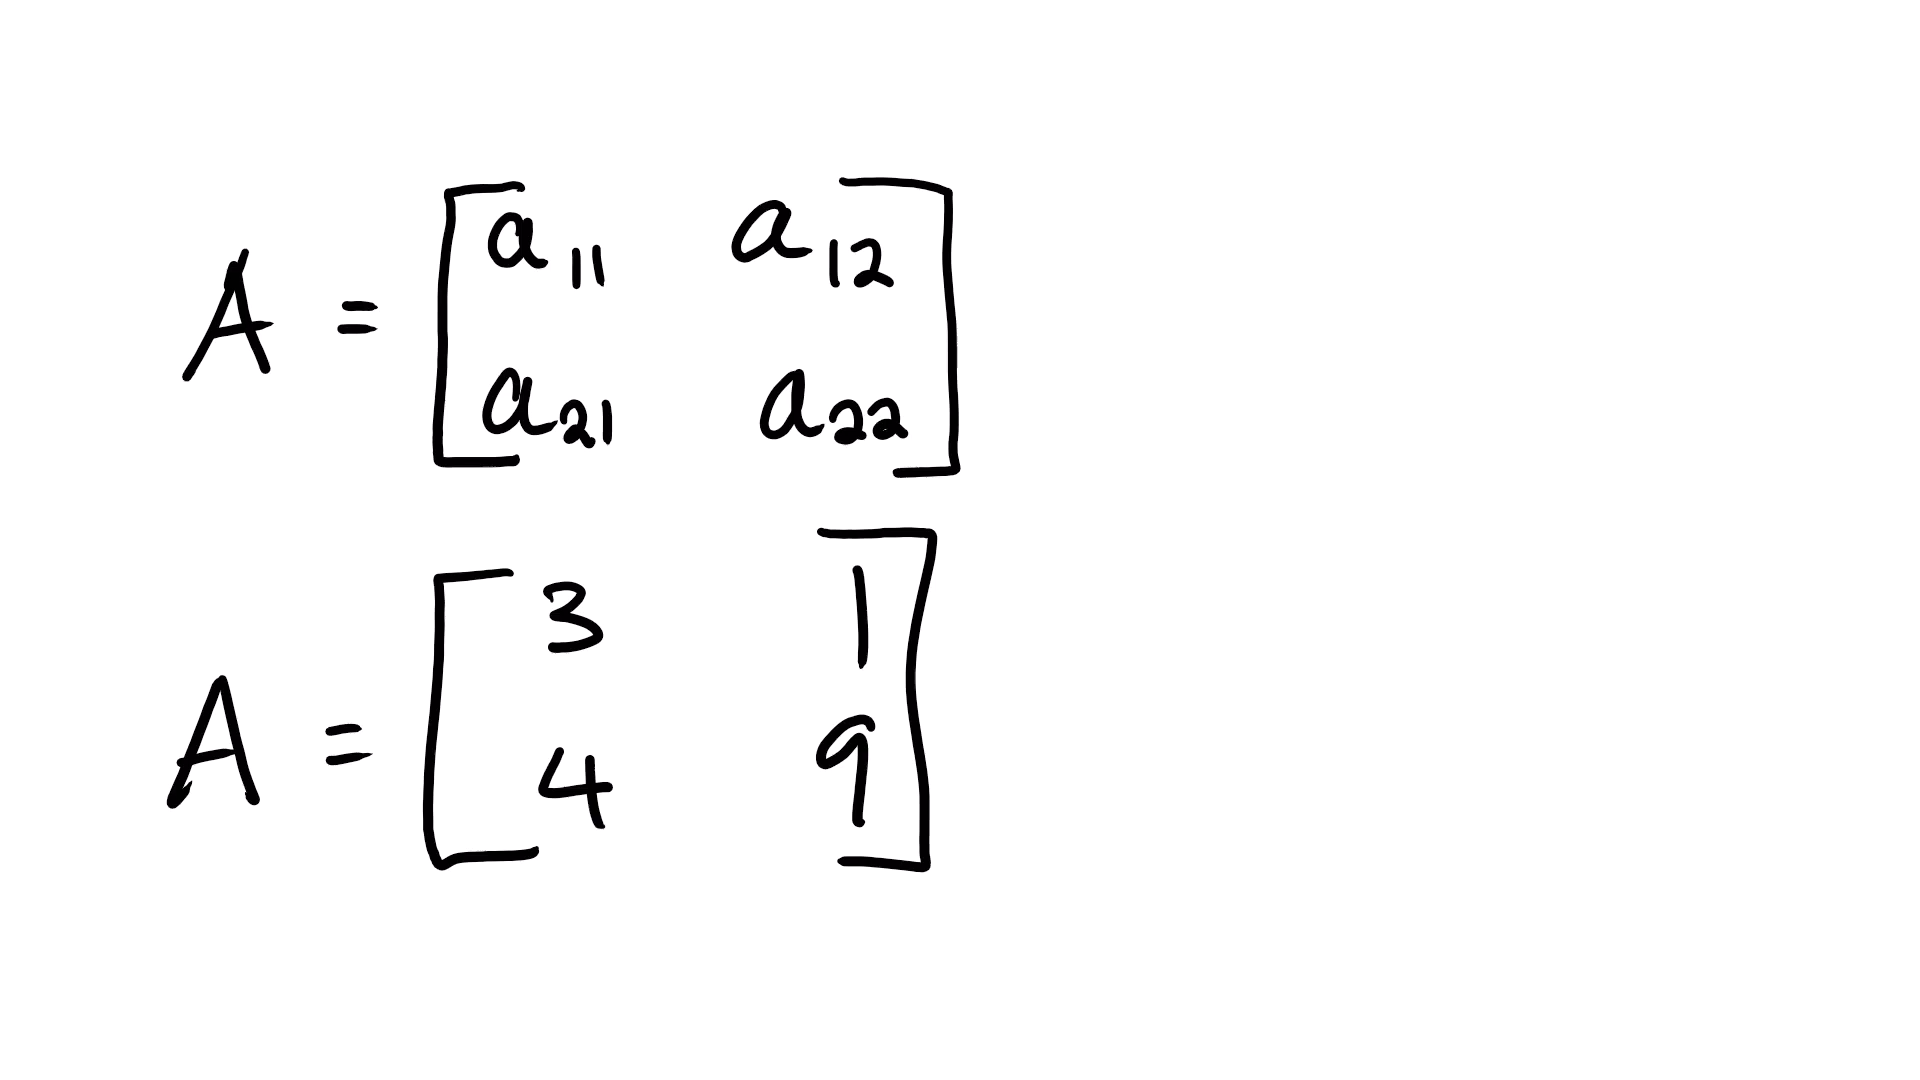 A = [ a₁₁ a₁₂
a₂₁ a₂₂ ]
A = [ 3 1
4 9 ]